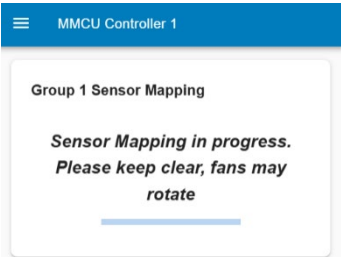 MMCU Controller 1
Group 1 Sensor Mapping
Sensor Mapping in progress.
Please keep clear, fans may
rotate